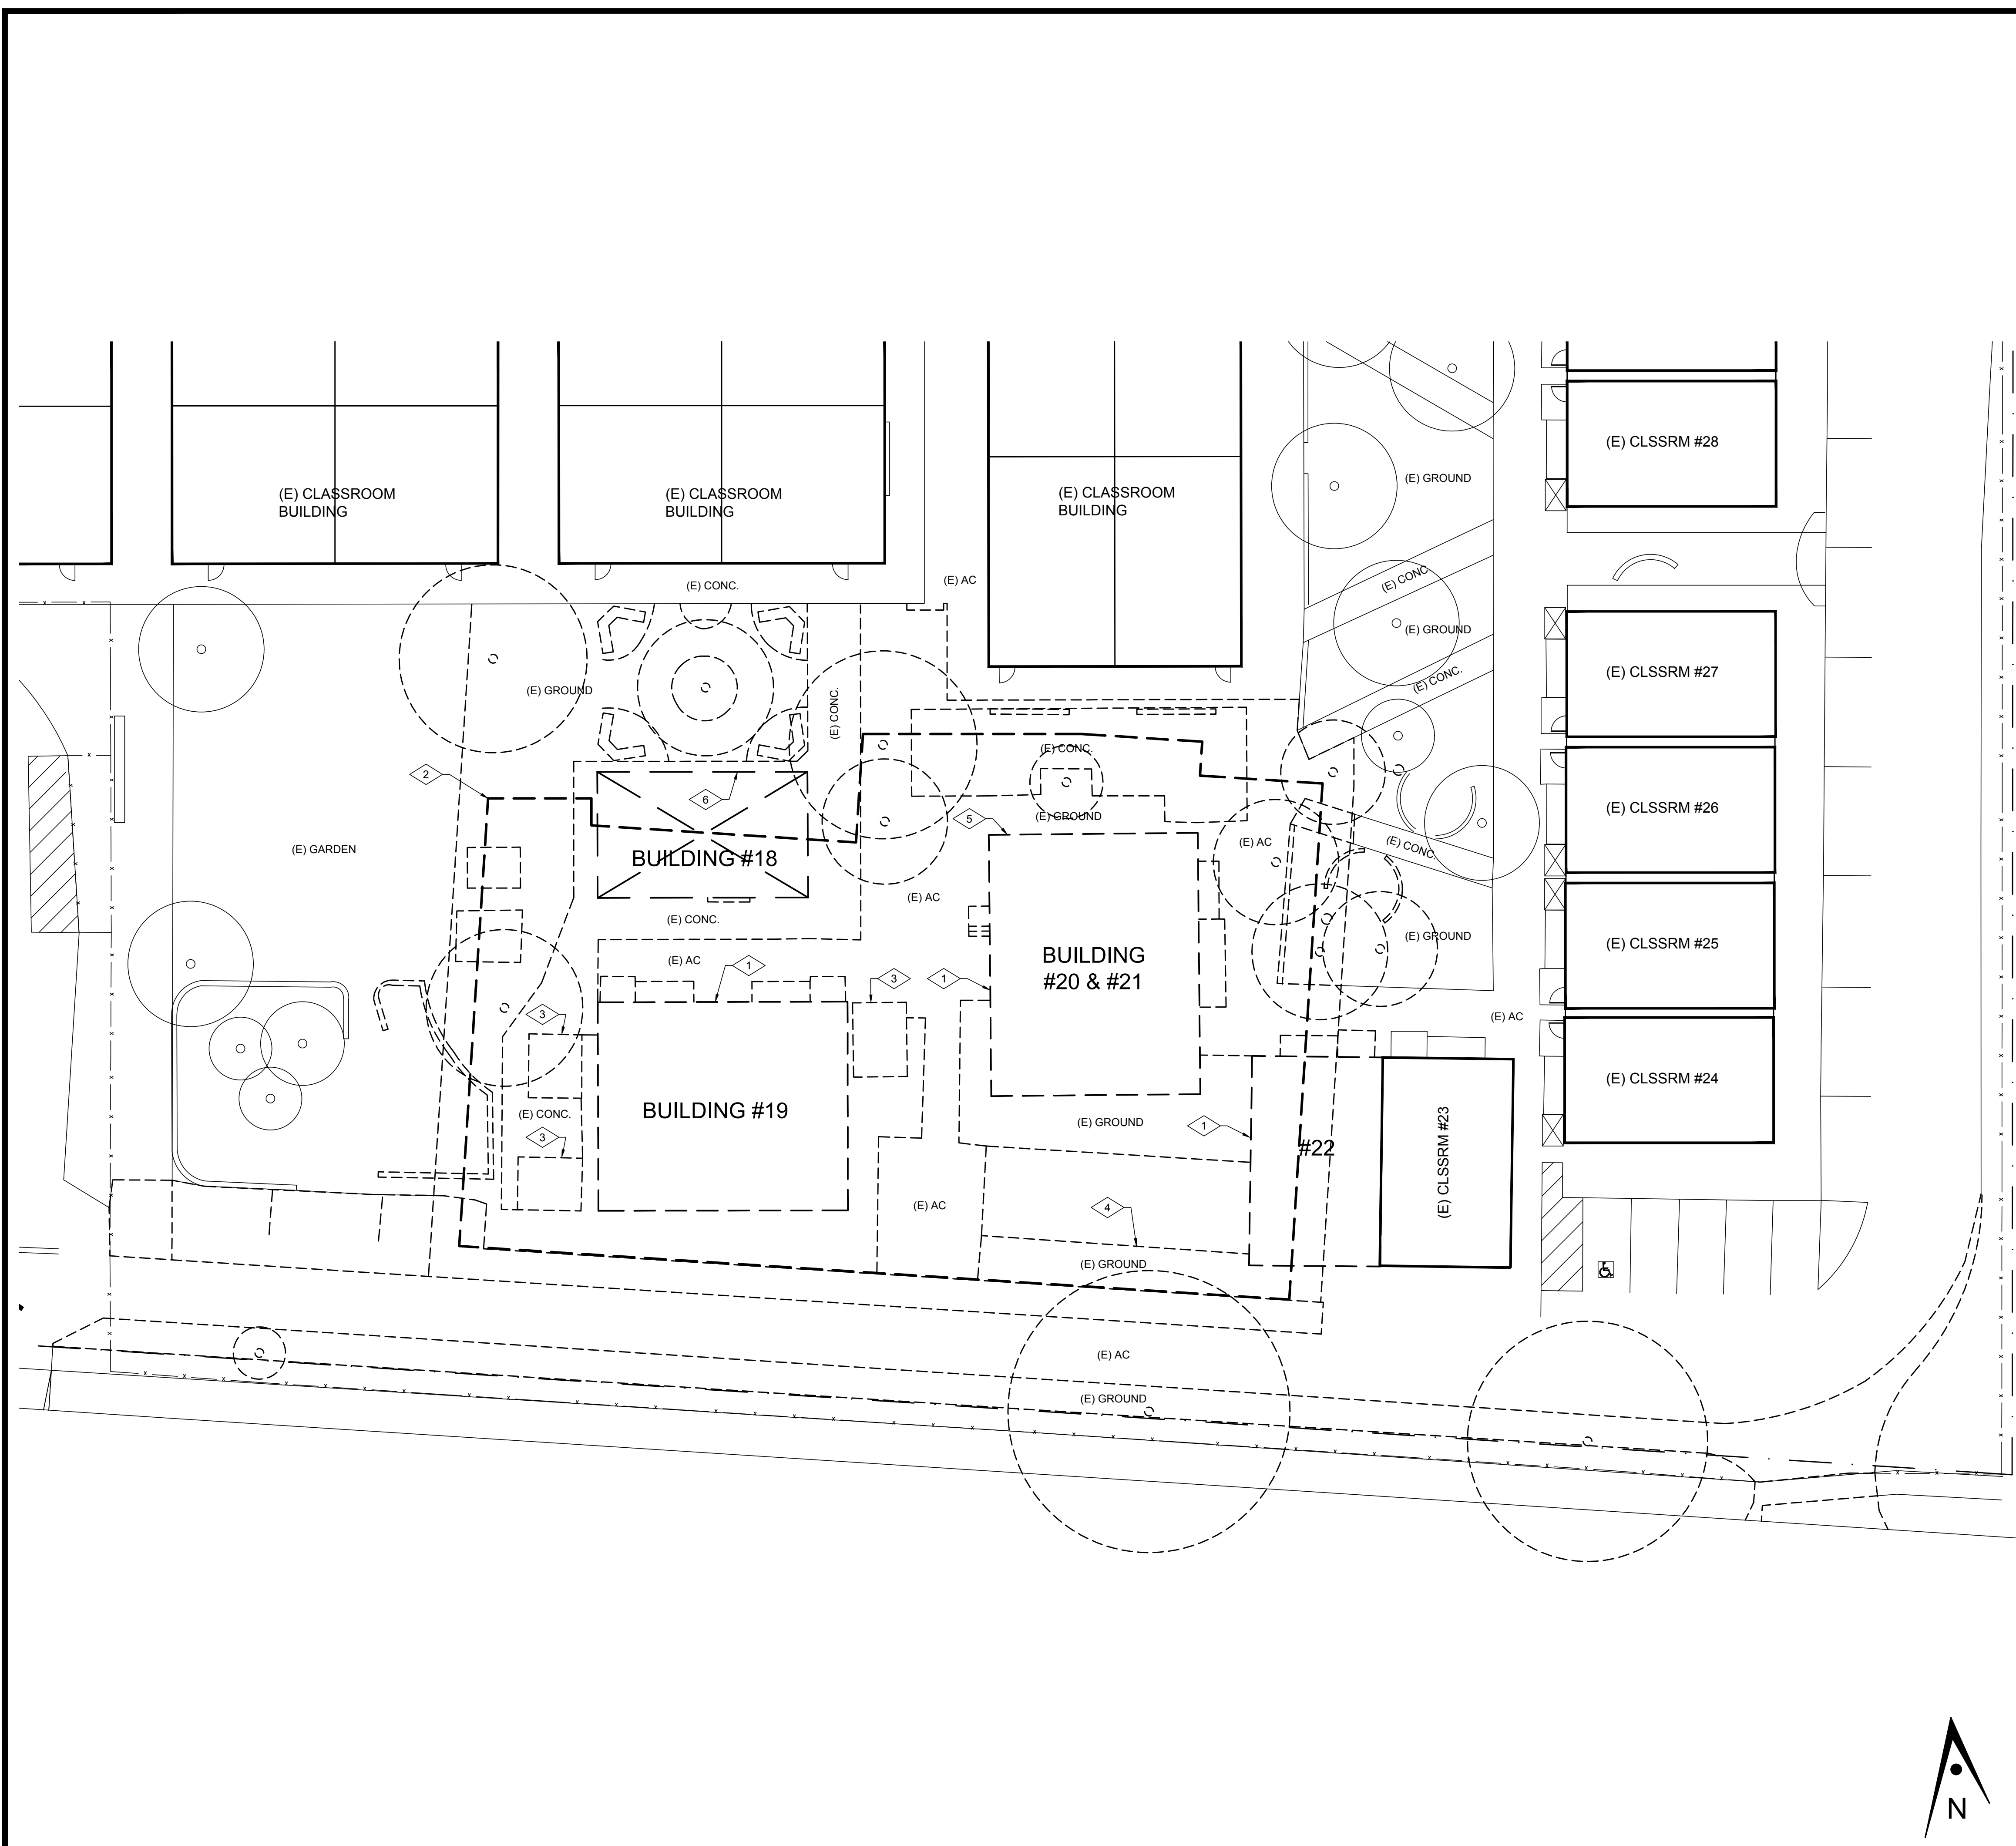 (E) CLSSRM #28
(E) GROUND
(E) CLASSROOM
BUILDING
(E) CLASSROOM
BUILDING
(E) CLASSROOM
BUILDING
(E) CONC.
(E) AC
(E) CONC
(E) GROUND
(E) CLSSRM #27
(E) CONC.
(E) GROUND
(E) CONC.
(E) CONC.
2
6
5
(E) GROUND
(E) CLSSRM #26
(E) AC
(E) CONC.
(E) GARDEN
BUILDING #18
(E) AC
(E) CONC.
(E) GROUND
(E) CLSSRM #25
BUILDING
#20 & #21
(E) AC
1
3
1
3
(E) AC
(E) CLSSRM #24
BUILDING #19
(E) CONC.
3
(E) GROUND
1
#22
(E) CLSSRM #23
(E) AC
4
(E) GROUND
(E) AC
(E) GROUND
N